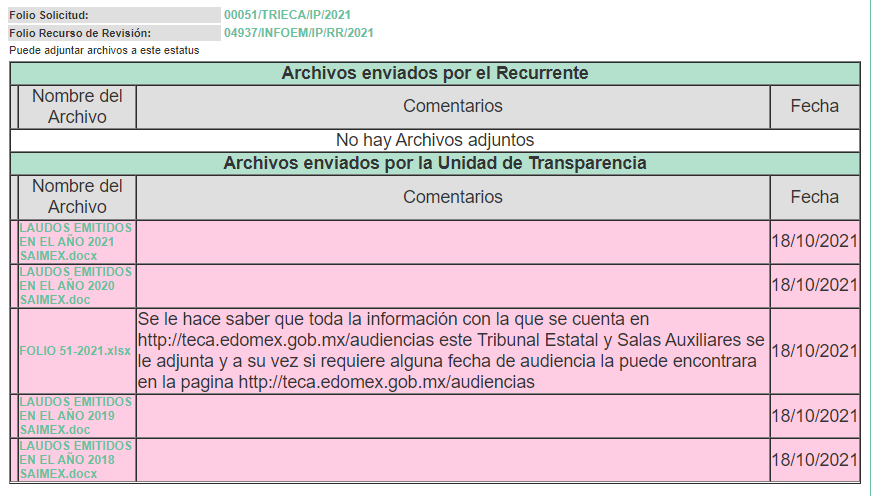 Folio Solicitud: 00051/TRIECA/IP/2021
Folio Recurso de Revisión: 04937/INFOEM/IP/RR/2021
Puede adjuntar archivos a este estatus
Archivos enviados por el Recurrente
Nombre del
Archivo
Comentarios
Fecha
No hay Archivos adjuntos
Archivos enviados por la Unidad de Transparencia
Nombre del
Archivo
Comentarios
Fecha
LAUDOS EMITIDOS
EN EL AÑO 2021
SAIMEX.docx
18/10/2021
LAUDOS EMITIDOS
EN EL AÑO 2020
SAIMEX.doc
18/10/2021
FOLIO 51-2021.xlsx
Se le hace saber que toda la información con la que se cuenta en
http://teca.edomex.gob.mx/audiencias este Tribunal Estatal y Salas Auxiliares se
le adjunta y a su vez si requiere alguna fecha de audiencia la puede encontrara
en la pagina http://teca.edomex.gob.mx/audiencias
18/10/2021
LAUDOS EMITIDOS
EN EL AÑO 2019
SAIMEX.doc
18/10/2021
LAUDOS EMITIDOS
EN EL AÑO 2018
SAIMEX.docx
18/10/2021